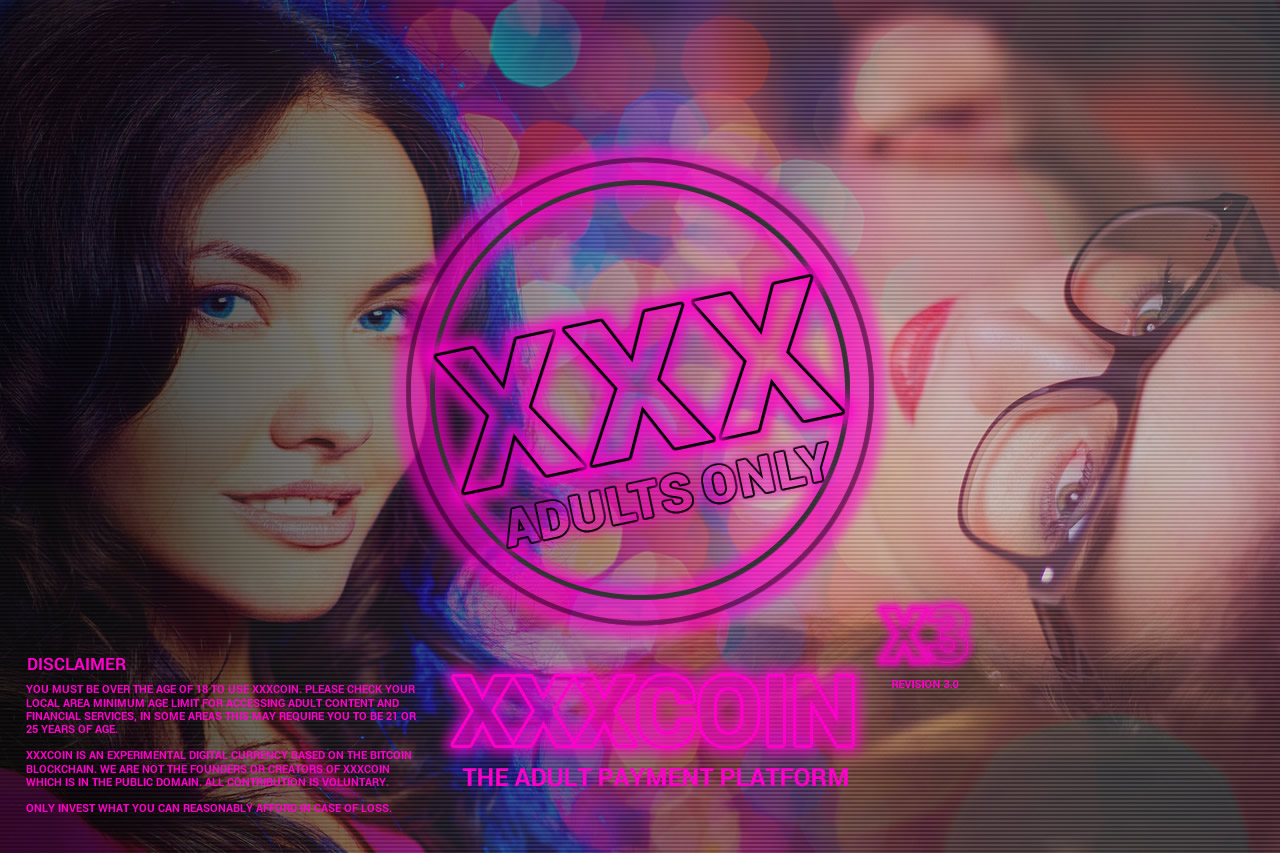 XXX
ADULTS ONLY
X3
REVISION 3.0
XXXCOIN
THE ADULT PAYMENT PLATFORM
DISCLAIMER
YOU MUST BE OVER THE AGE OF 18 TO USE XXXCOIN. PLEASE CHECK YOUR
LOCAL AREA MINIMUM AGE LIMIT FOR ACCESSING ADULT CONTENT AND
FINANCIAL SERVICES, IN SOME AREAS THIS MAY REQUIRE YOU TO BE 21 OR
25 YEARS OF AGE.
XXXCOIN IS AN EXPERIMENTAL DIGITAL CURRENCY BASED ON THE BITCOIN
BLOCKCHAIN. WE ARE NOT THE FOUNDERS OR CREATORS OF XXXCOIN
WHICH IS IN THE PUBLIC DOMAIN. ALL CONTRIBUTION IS VOLUNTARY.
ONLY INVEST WHAT YOU CAN REASONABLY AFFORD IN CASE OF LOSS.